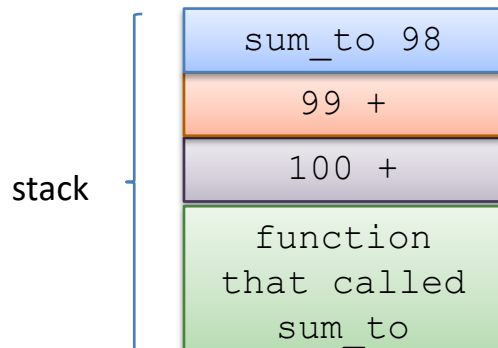 sum_to 98
99 +
100 +
stack
function
that called
sum_to